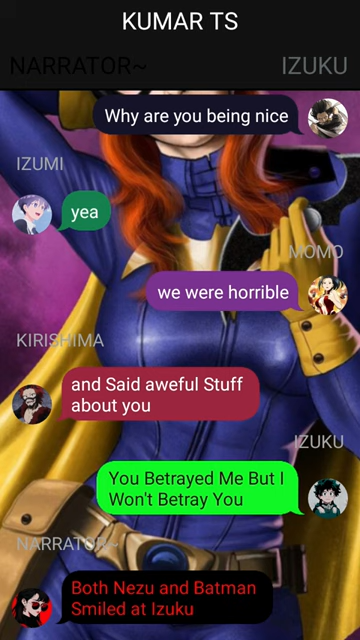 KUMAR TS
NARRATOR~
IZUKU
Why are you being nice
IZUMI
yea
MOMO
we were horrible
KIRISHIMA
and Said aweful Stuff
about you
IZUKU
You Betrayed Me But I
Won't Betray You
NARRATOR~
Both Nezu and Batman
Smiled at Izuku